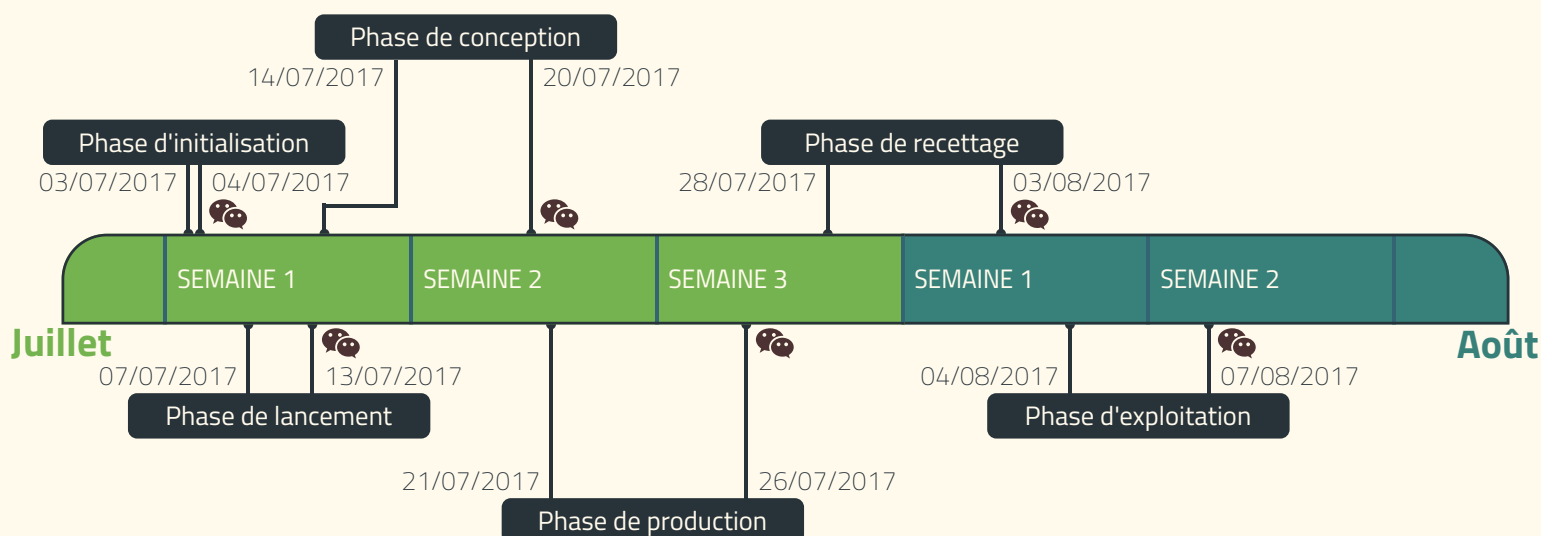 Phase de conception
14/07/2017 20/07/2017
Phase d'initialisation
Phase de recettage
03/07/2017 04/07/2017
28/07/2017 03/08/2017
SEMAINE 1 SEMAINE 2 SEMAINE 3 SEMAINE 1 SEMAINE 2
Juillet
Août
07/07/2017 13/07/2017
04/08/2017 07/08/2017
Phase de lancement
Phase d'exploitation
21/07/2017 26/07/2017
Phase de production